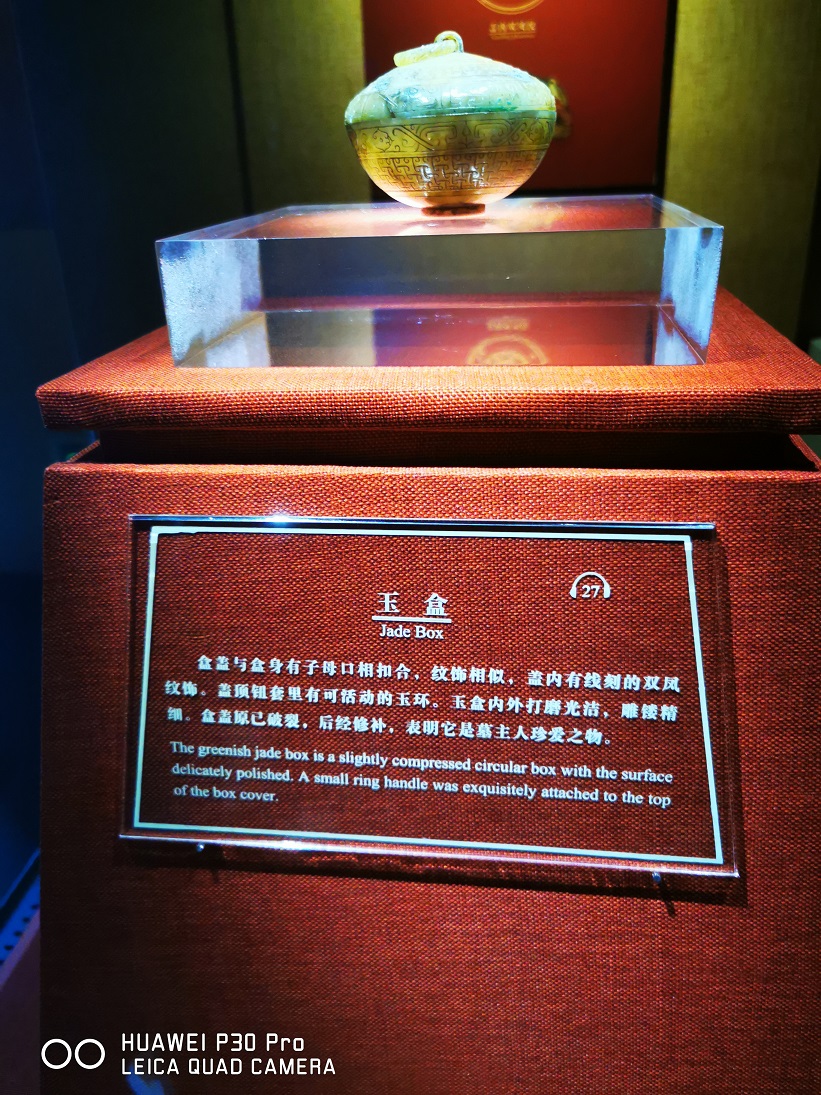 27
玉 盒
Jade Box
盒盖与盒身有子母口相扣合，纹饰相似，盖内有线刻的双凤
纹饰。盖顶钮套里有可活动的玉环。玉盒内外打磨光洁，雕镂精
细。盒盖原已破裂，后经修补，表明它是墓主人珍爱之物。
The greenish jade box is a slightly compressed circular box with the surface
delicately polished. A small ring handle was exquisitely attached to the top
of the box cover.
HUAWEI P30 Pro
LEICA QUAD CAMERA